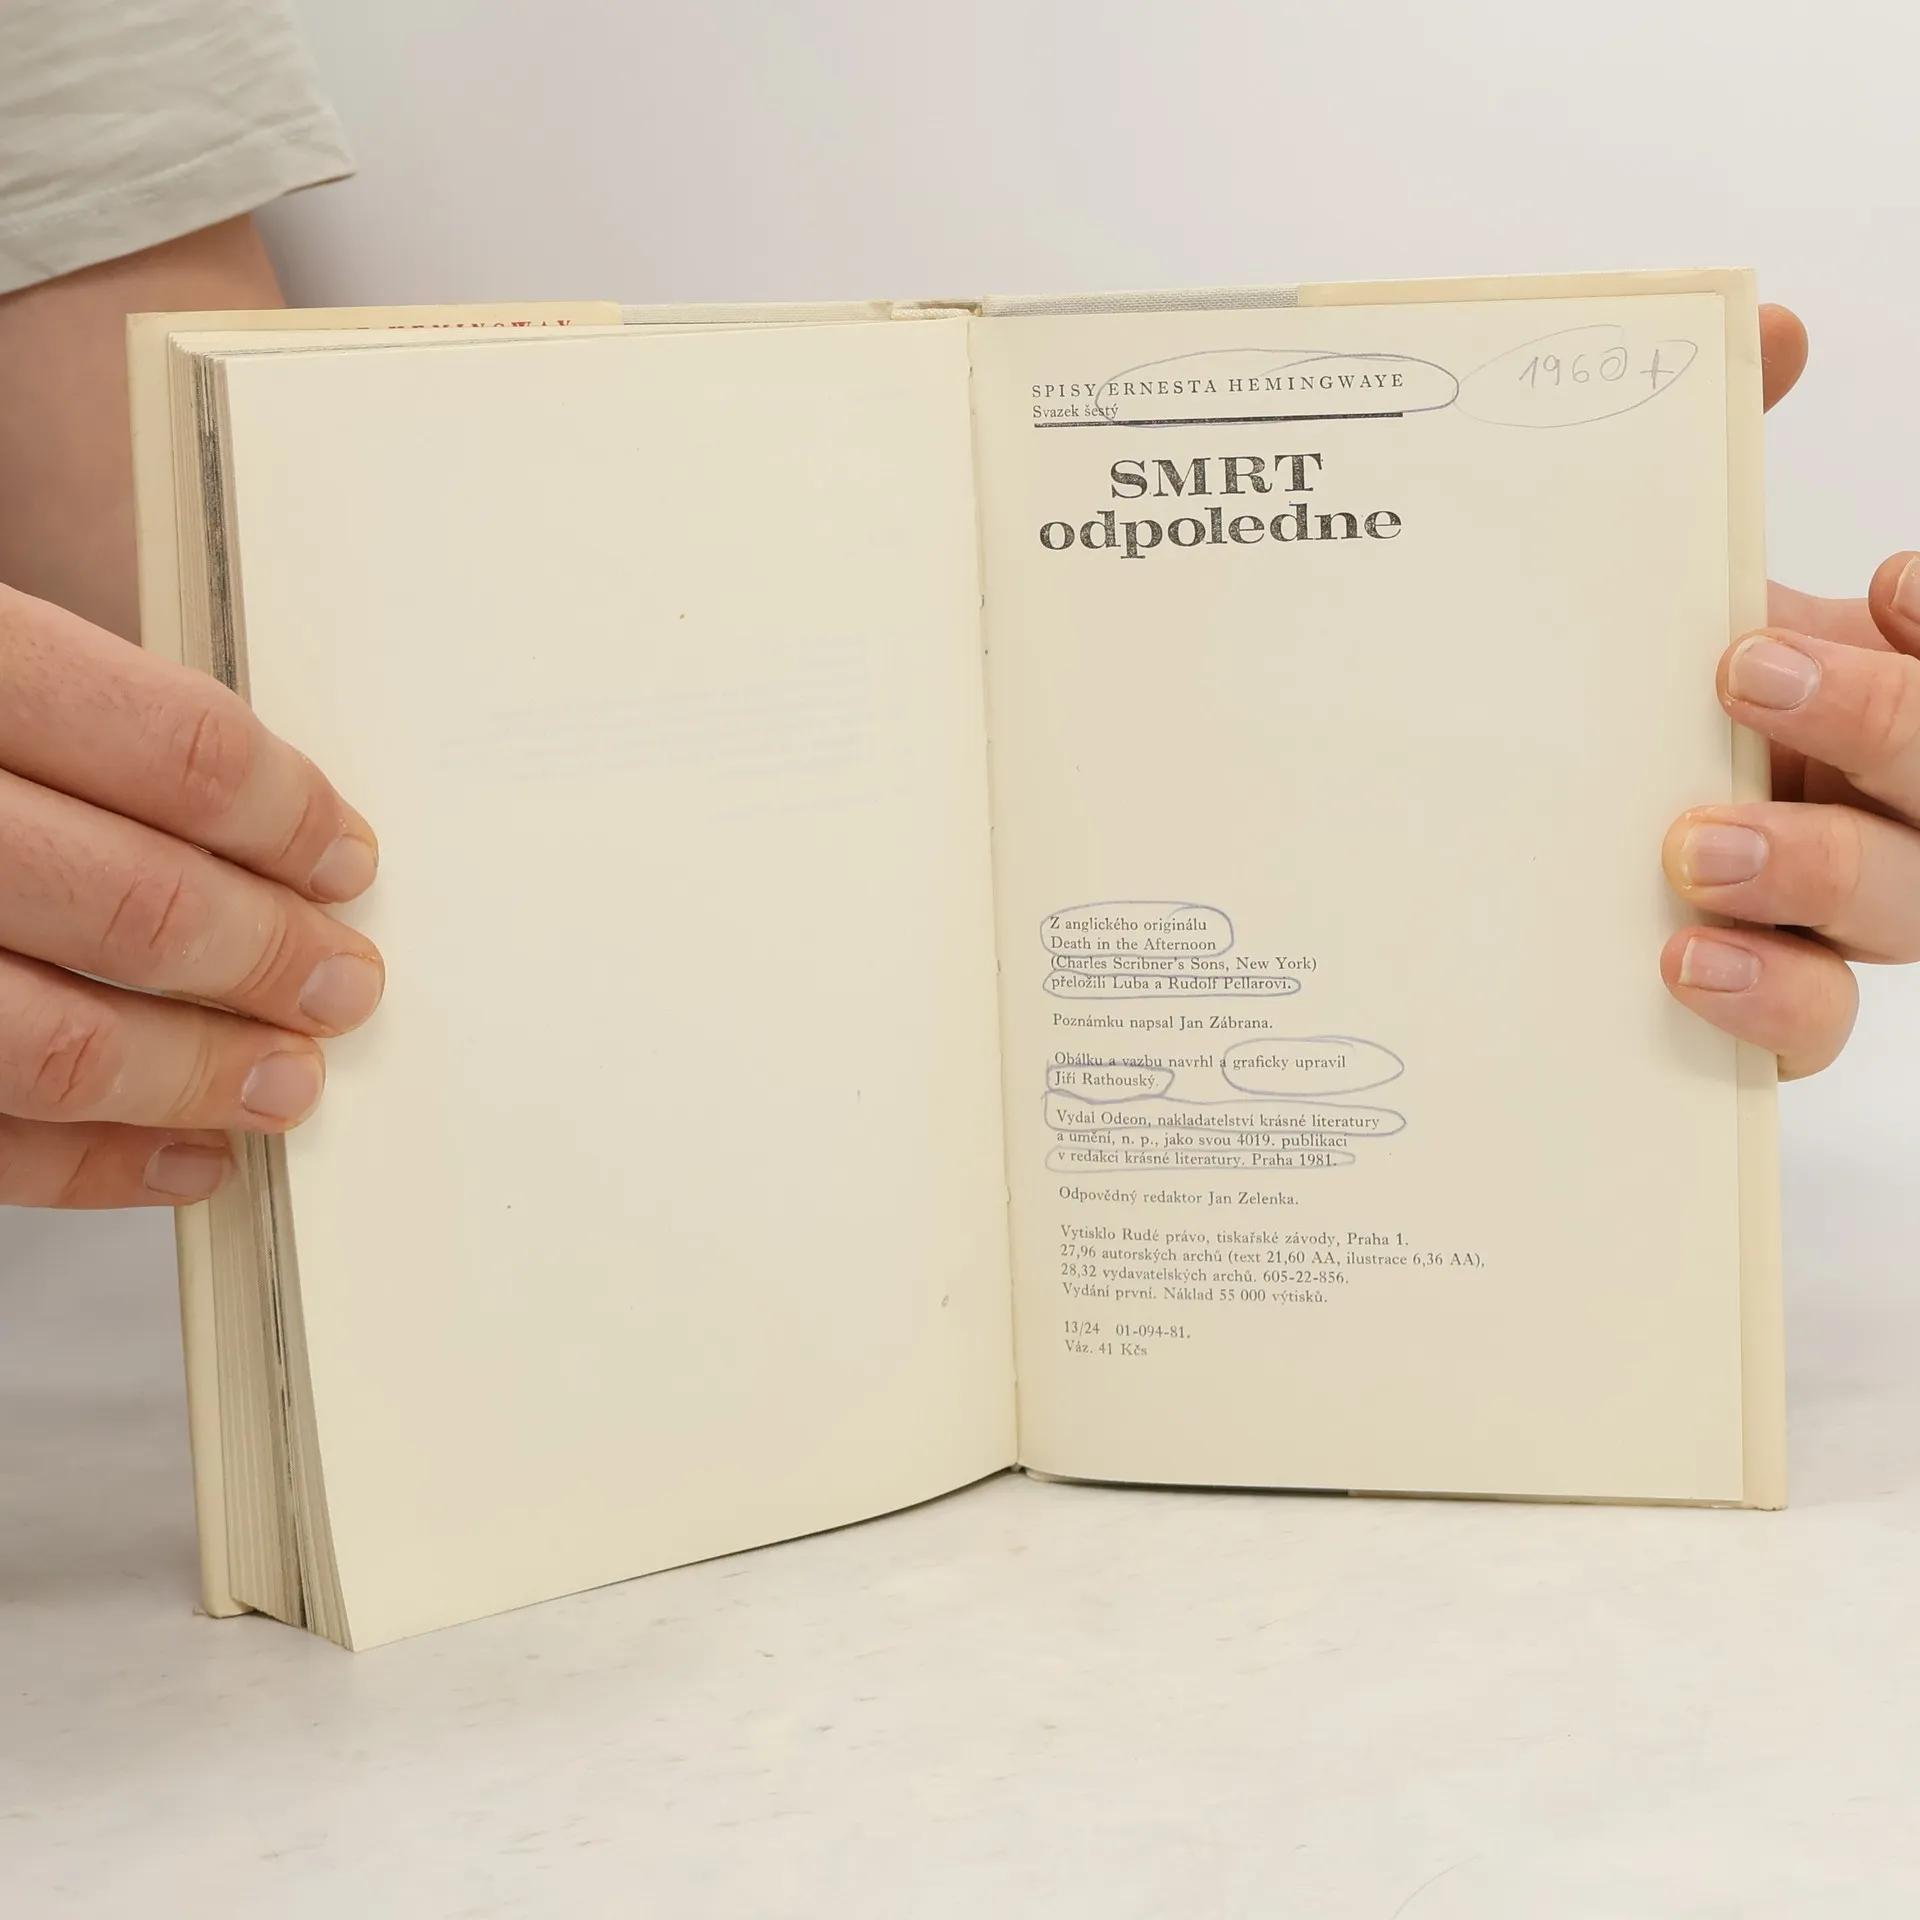 HEMINGWAY
SPISY ERNESTA HEMINGWAYE
1960 +
Svazek šestý
SMRT
odpoledne
Z anglického originálu
Death in the Afternoon
(Charles Scribner's Sons, New York)
přeložili Luba a Rudolf Pellarovi.
Poznámku napsal Jan Zábrana.
Obálku a vazbu navrhl a graficky upravil
Jiří Rathouský.
Vydal Odeon, nakladatelství krásné literatury
a umění, n. p., jako svou 4019. publikaci
v redakci krásné literatury. Praha 1981.
Odpovědný redaktor Jan Zelenka.
Vytisklo Rudé právo, tiskařské závody, Praha 1.
27,96 autorských archů (text 21,60 AA, ilustrace 6,36 AA),
28,32 vydavatelských archů. 605-22-856.
Vydání první. Náklad 55 000 výtisků.
13/24 01-094-81.
Váz. 41 Kčs